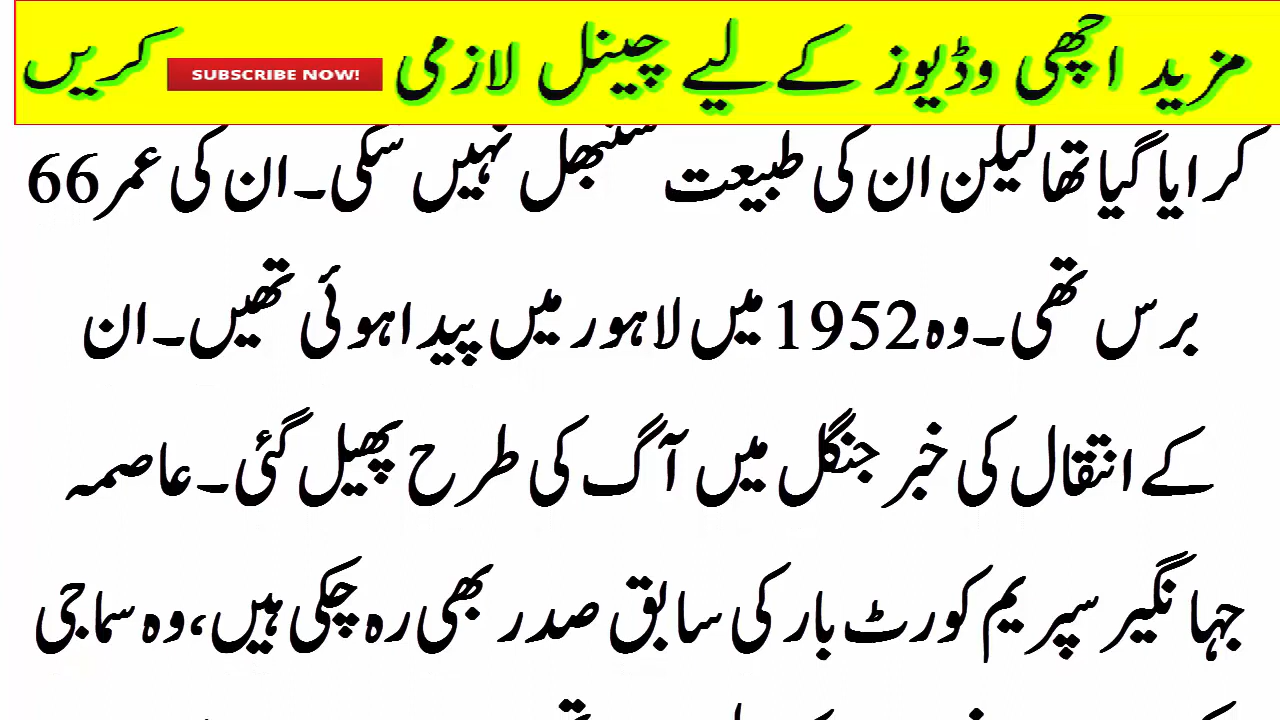 مزید اچھی وڈیوز کے لیے چینل لازمی SUBSCRIBE NOW! کریں
کرایا گیا تھا لیکن ان کی طبیعت سنبھل نہیں سکی۔ ان کی عمر 66
برس تھی۔ وہ 1952 میں لاہور میں پیدا ہوئی تھیں۔ ان
کے انتقال کی خبر جنگل میں آگ کی طرح پھیل گئی۔ عاصمہ
جہانگیر سپریم کورٹ بار کی سابق صدر بھی رہ چکی ہیں، وہ سماجی